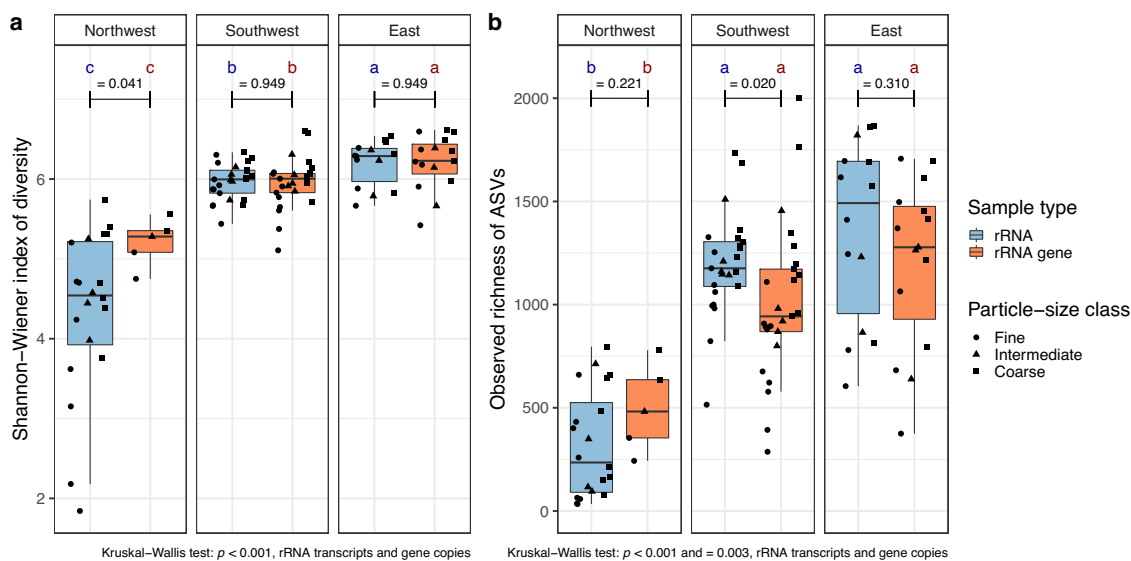 a
Northwest
Southwest
East
c
c
b
b
a
a
= 0.041
= 0.949
= 0.949
Shannon−Wiener index of diversity
6
4
2
Kruskal−Wallis test: p < 0.001, rRNA transcripts and gene copies
b
Northwest
Southwest
East
b
b
a
a
a
a
= 0.221
= 0.020
= 0.310
Observed richness of ASVs
2000
1500
1000
500
0
Kruskal−Wallis test: p < 0.001 and = 0.003, rRNA transcripts and gene copies
Sample type
rRNA
rRNA gene
Particle−size class
Fine
Intermediate
Coarse